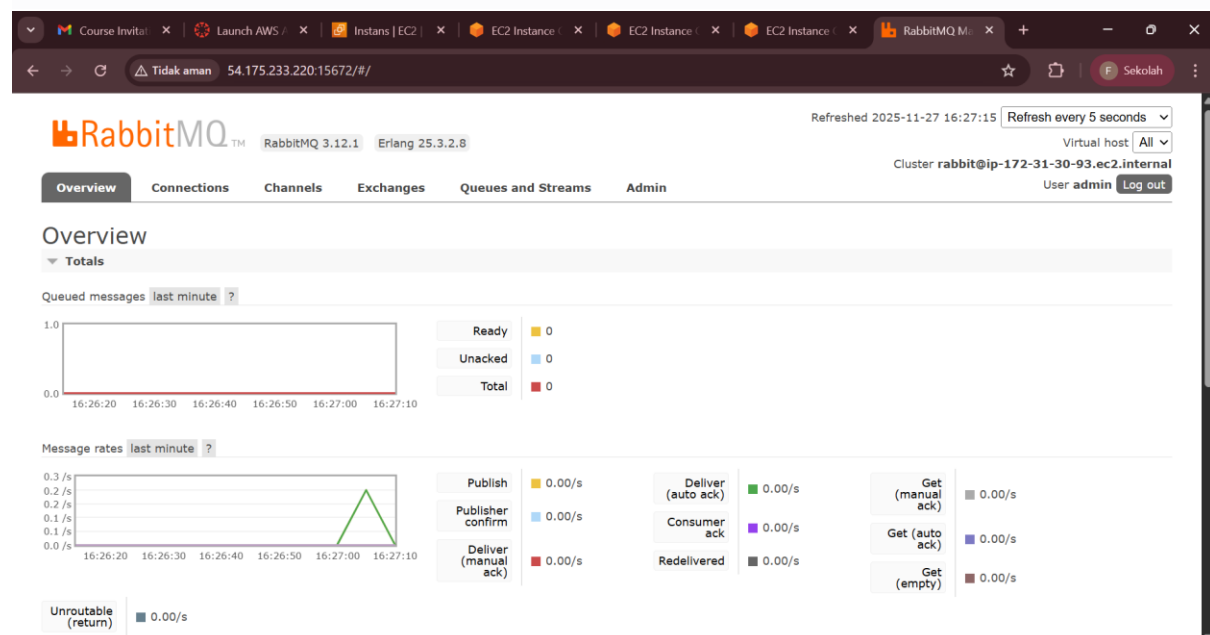 Course Invitat
Launch AWS A
Instans | EC2 |
EC2 Instance C
EC2 Instance C
EC2 Instance C
RabbitMQ Ma
Tidak aman 54.175.233.220:15672/#/
F Sekolah
RabbitMQ TM RabbitMQ 3.12.1 Erlang 25.3.2.8
Refreshed 2025-11-27 16:27:15 Refresh every 5 seconds
Virtual host All
Cluster rabbit@ip-172-31-30-93.ec2.internal
User admin Log out
Overview Connections Channels Exchanges Queues and Streams Admin
Overview
Totals
Queued messages last minute ?
1.0
0.0
16:26:20 16:26:30 16:26:40 16:26:50 16:27:00 16:27:10
Ready 0
Unacked 0
Total 0
Message rates last minute ?
0.3 /s
0.2 /s
0.2 /s
0.1 /s
0.1 /s
0.0 /s
16:26:20 16:26:30 16:26:40 16:26:50 16:27:00 16:27:10
Publish 0.00/s
Publisher
confirm 0.00/s
Deliver
(manual
ack) 0.00/s
Deliver
(auto ack) 0.00/s
Consumer
ack 0.00/s
Redelivered 0.00/s
Get
(manual
ack) 0.00/s
Get (auto
ack) 0.00/s
Get
(empty) 0.00/s
Unroutable
(return) 0.00/s